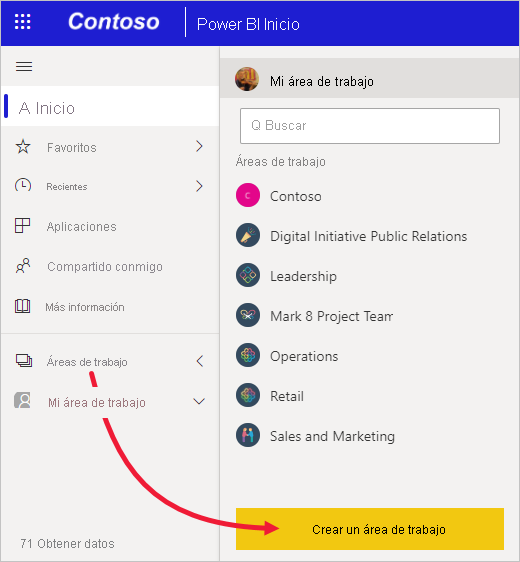 Contoso
Power BI Inicio
A Inicio
Favoritos
Recientes
Aplicaciones
Compartido conmigo
Más información
Áreas de trabajo
Mi área de trabajo
71 Obtener datos
Mi área de trabajo
Q Buscar
Áreas de trabajo
C Contoso
Digital Initiative Public Relations
Leadership
Mark 8 Project Team
Operations
Retail
Sales and Marketing
Crear un área de trabajo